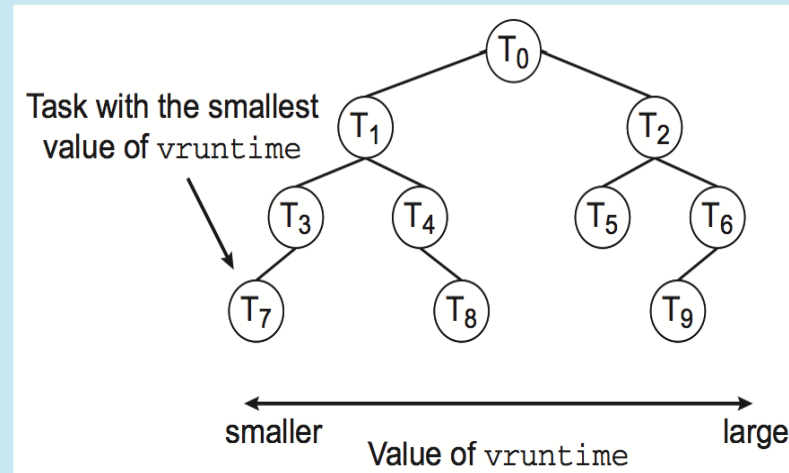 T0
Task with the smallest
value of vruntime
T1
T2
T3
T4
T5
T6
T7
T8
T9
smaller
large
Value of vruntime